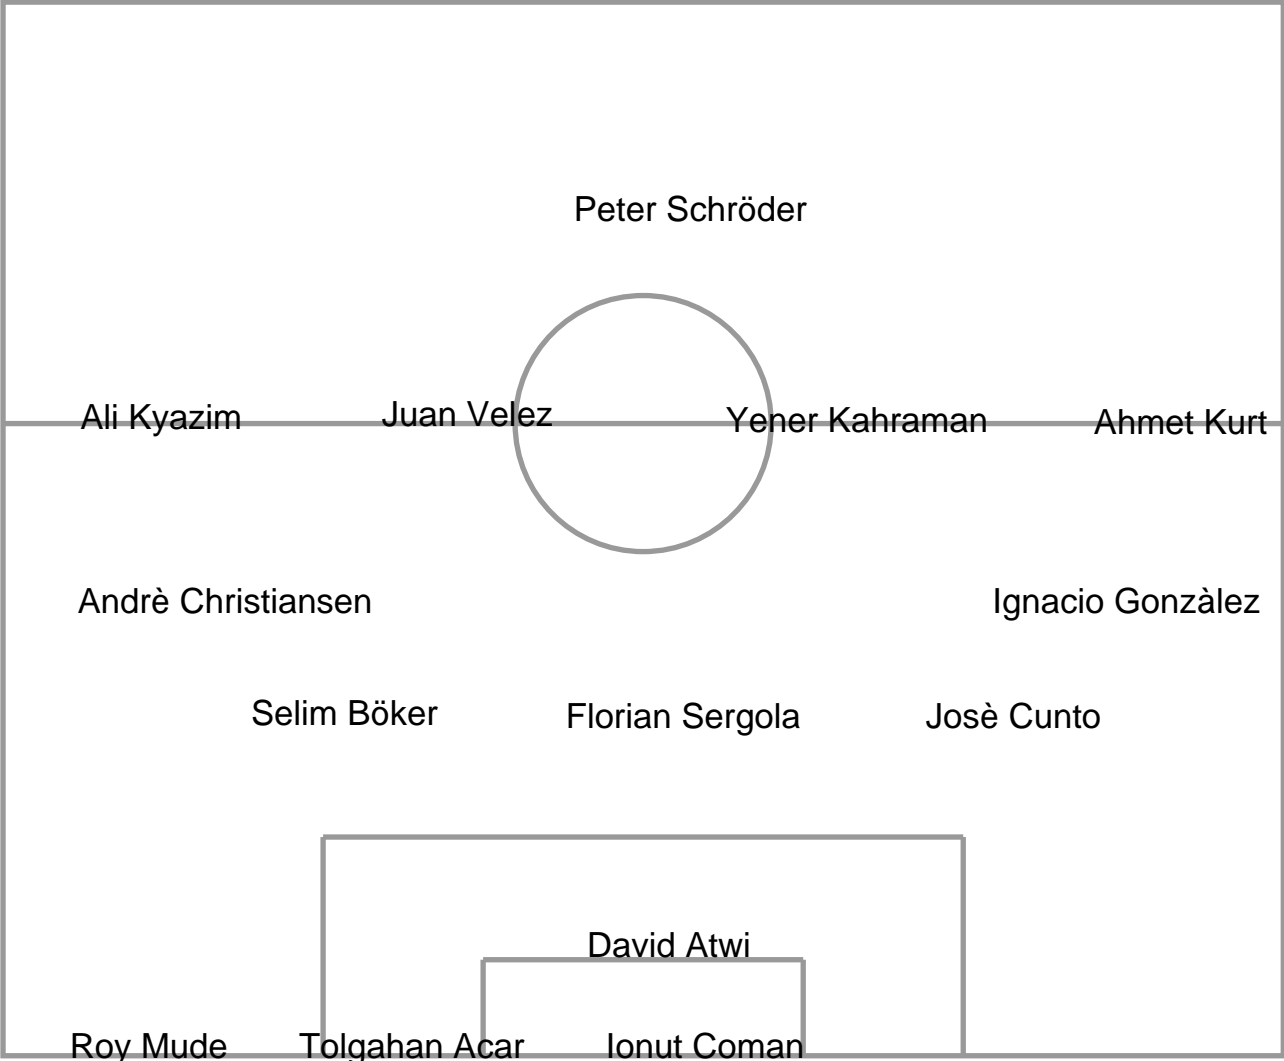 Peter Schröder
Ali Kyazim Juan Velez Yener Kahraman Ahmet Kurt
Andrè Christiansen Ignacio Gonzàlez
Selim Böker Florian Sergola Josè Cunto
David Atwi
Roy Mude Tolgahan Acar Ionut Coman